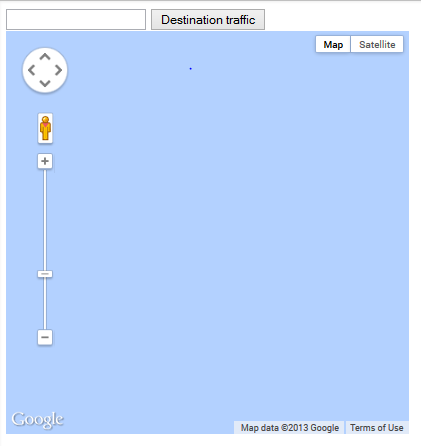 Destination traffic
Map Satellite
Google
Map data ©2013 Google Terms of Use